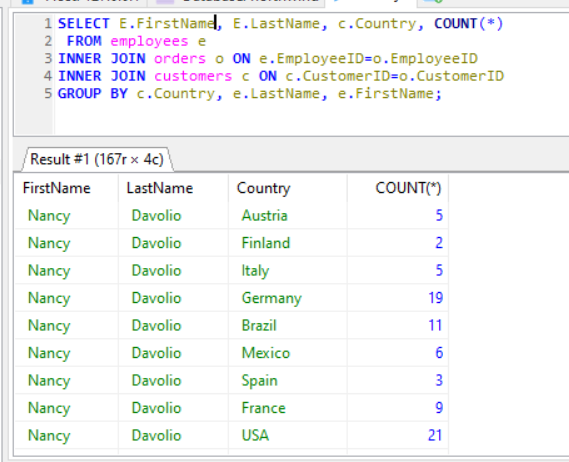 1 SELECT E.FirstName, E.LastName, c.Country, COUNT(*)
2 FROM employees e
3 INNER JOIN orders o ON e.EmployeeID=o.EmployeeID
4 INNER JOIN customers c ON c.CustomerID=o.CustomerID
5 GROUP BY c.Country, e.LastName, e.FirstName;
Result #1 (167r × 4c)
FirstName LastName Country COUNT(*)
Nancy Davolio Austria 5
Nancy Davolio Finland 2
Nancy Davolio Italy 5
Nancy Davolio Germany 19
Nancy Davolio Brazil 11
Nancy Davolio Mexico 6
Nancy Davolio Spain 3
Nancy Davolio France 9
Nancy Davolio USA 21